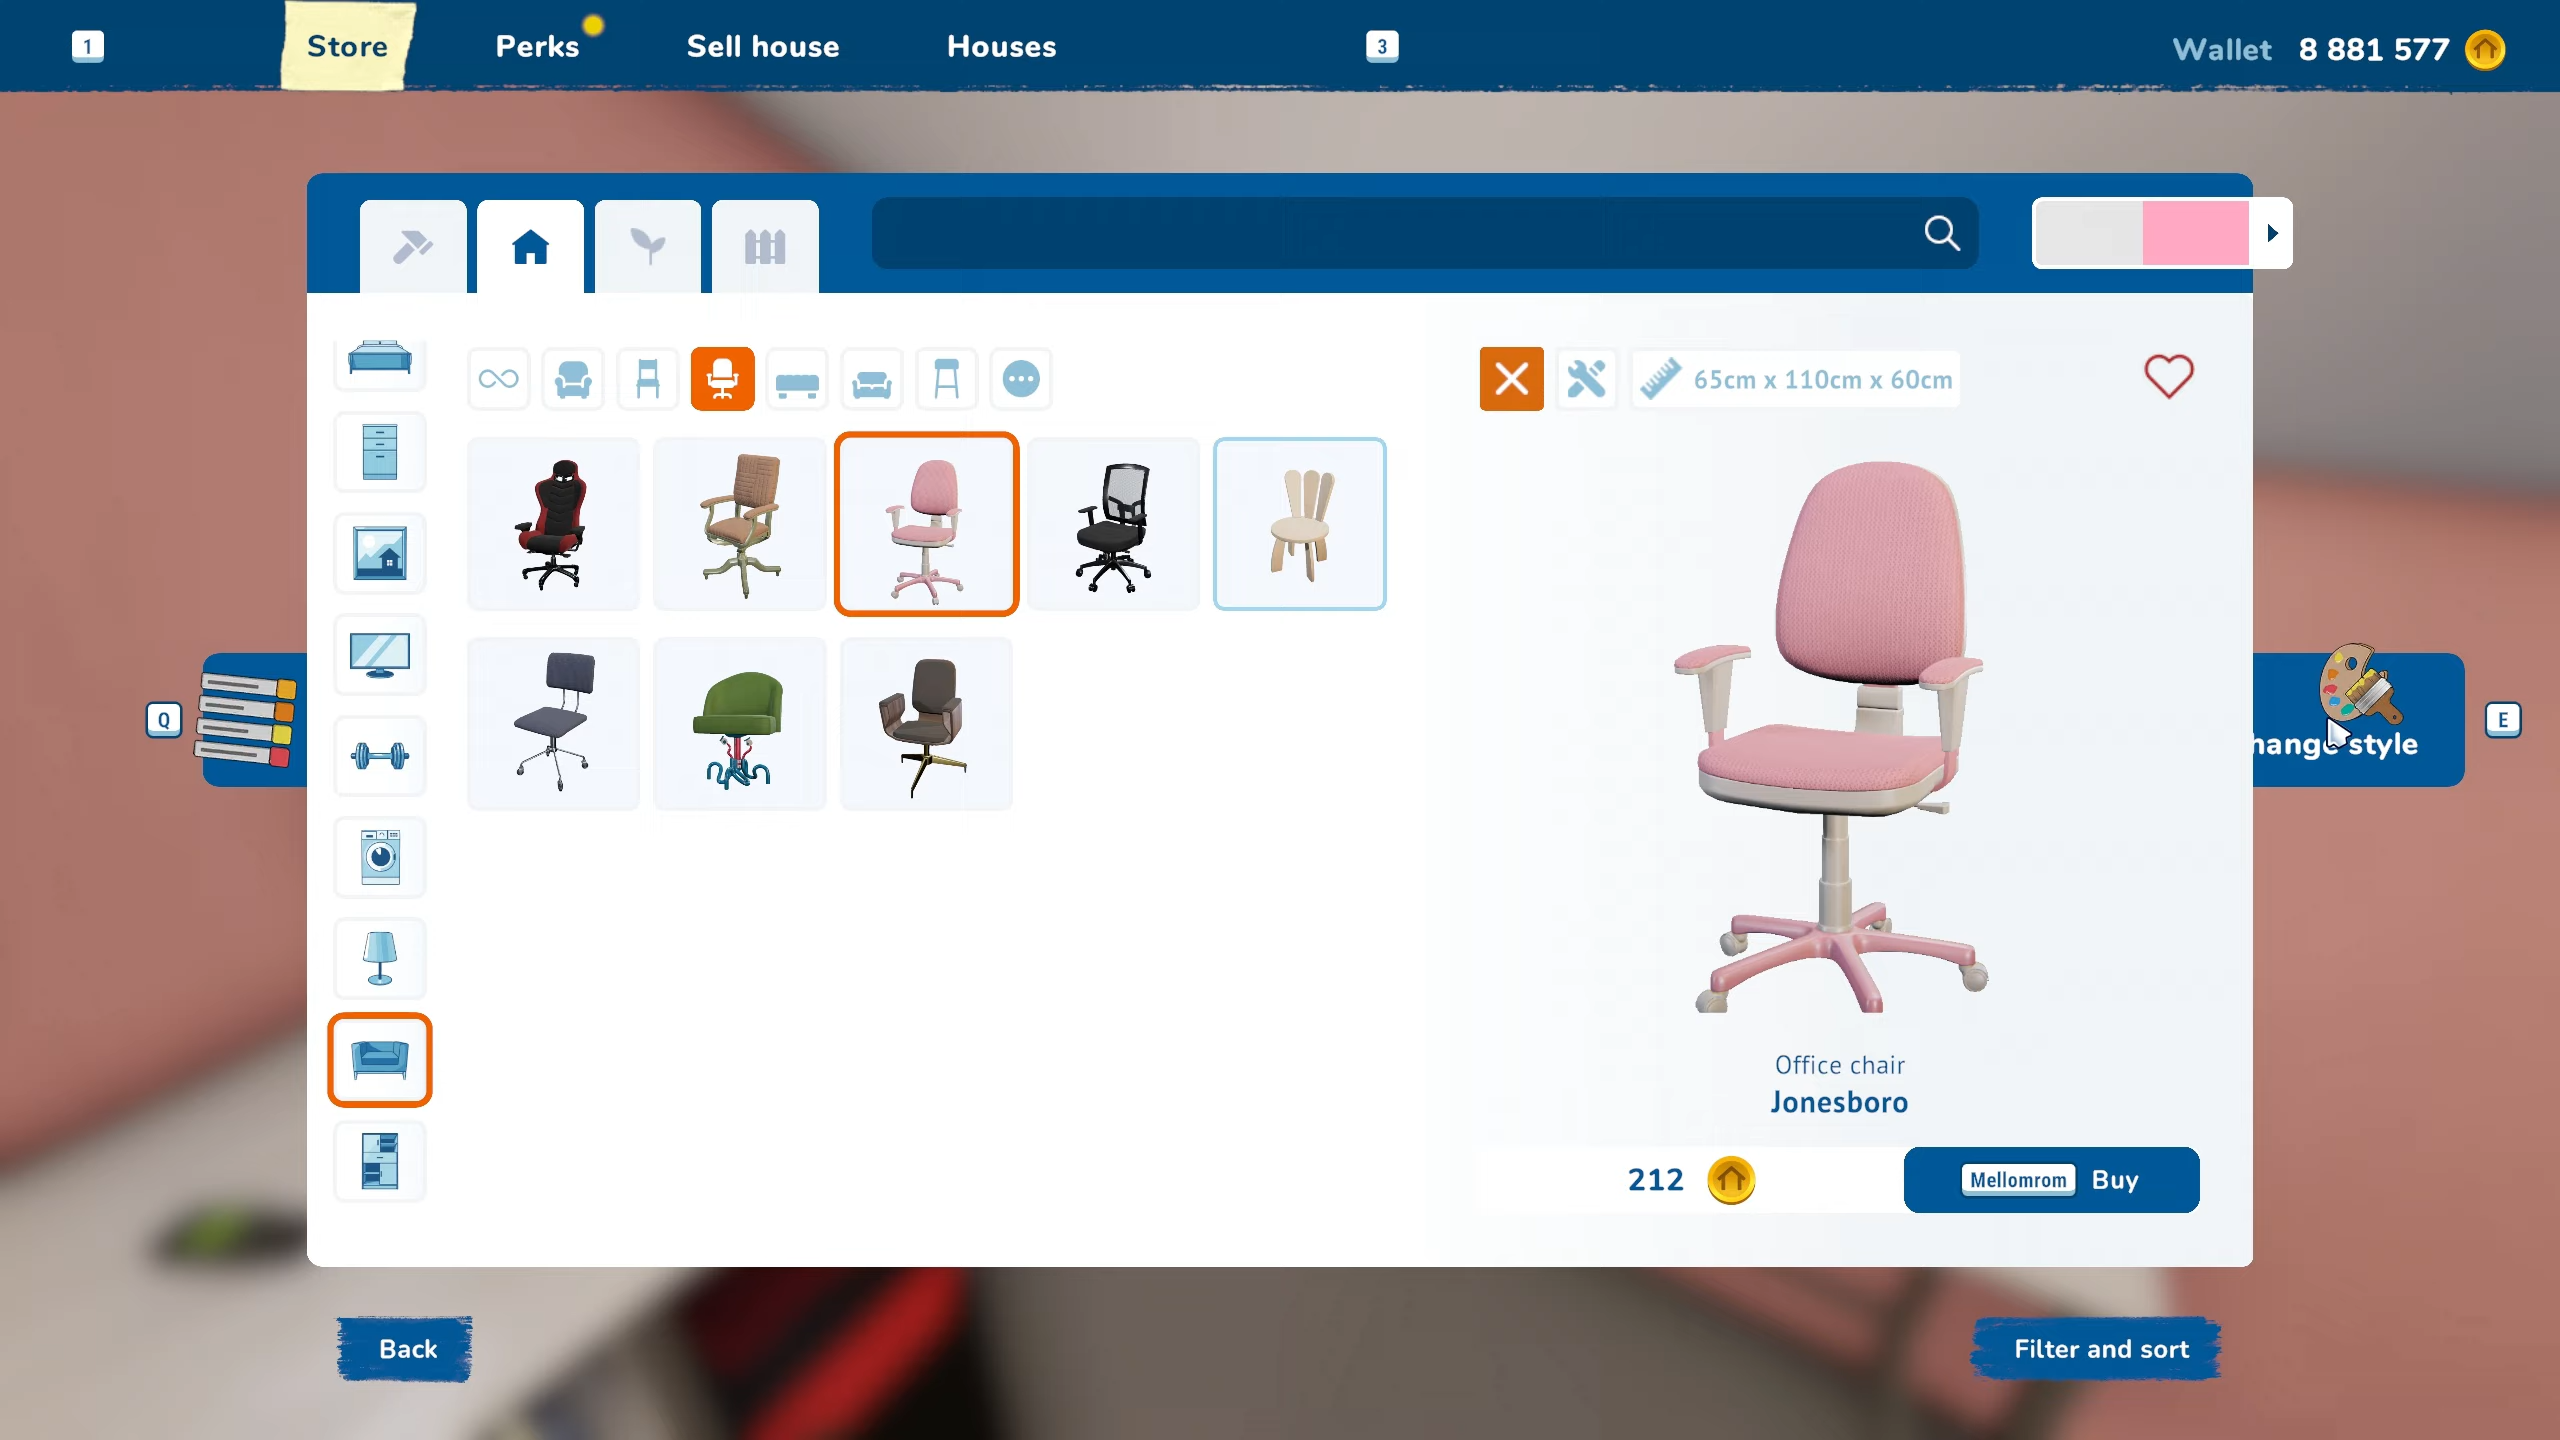 1
Store
Perks
Sell house
Houses
3
Wallet 8 881 577
65cm x 110cm x 60cm
Q
hange style
E
Office chair
Jonesboro
212
Mellomrom Buy
Back
Filter and sort